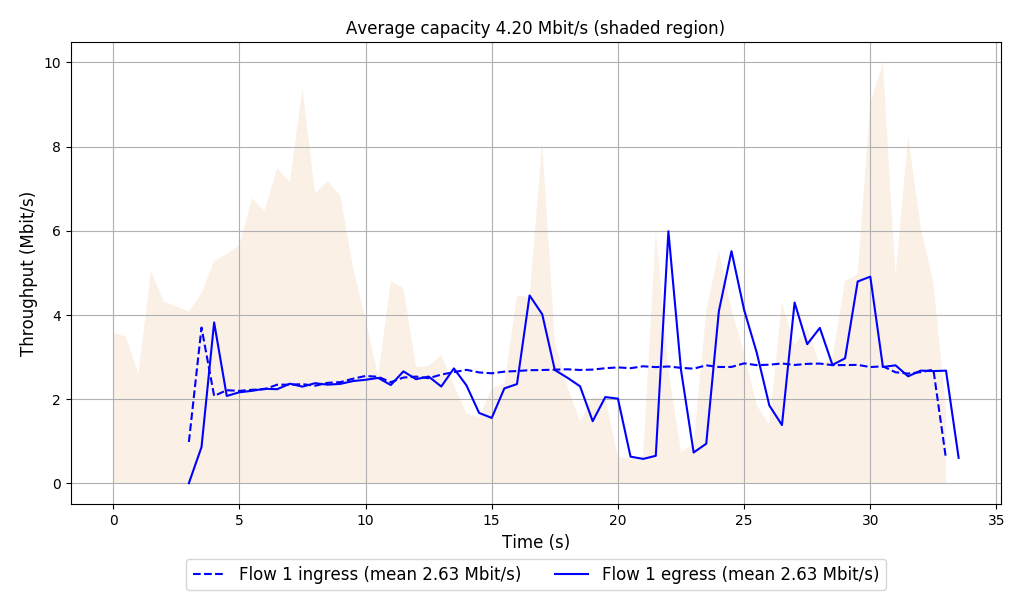 Average capacity 4.20 Mbit/s (shaded region)
10
8
6
4
2
0
Throughput (Mbit/s)
0 5 10 15 20 25 30 35
Time (s)
Flow 1 ingress (mean 2.63 Mbit/s) Flow 1 egress (mean 2.63 Mbit/s)